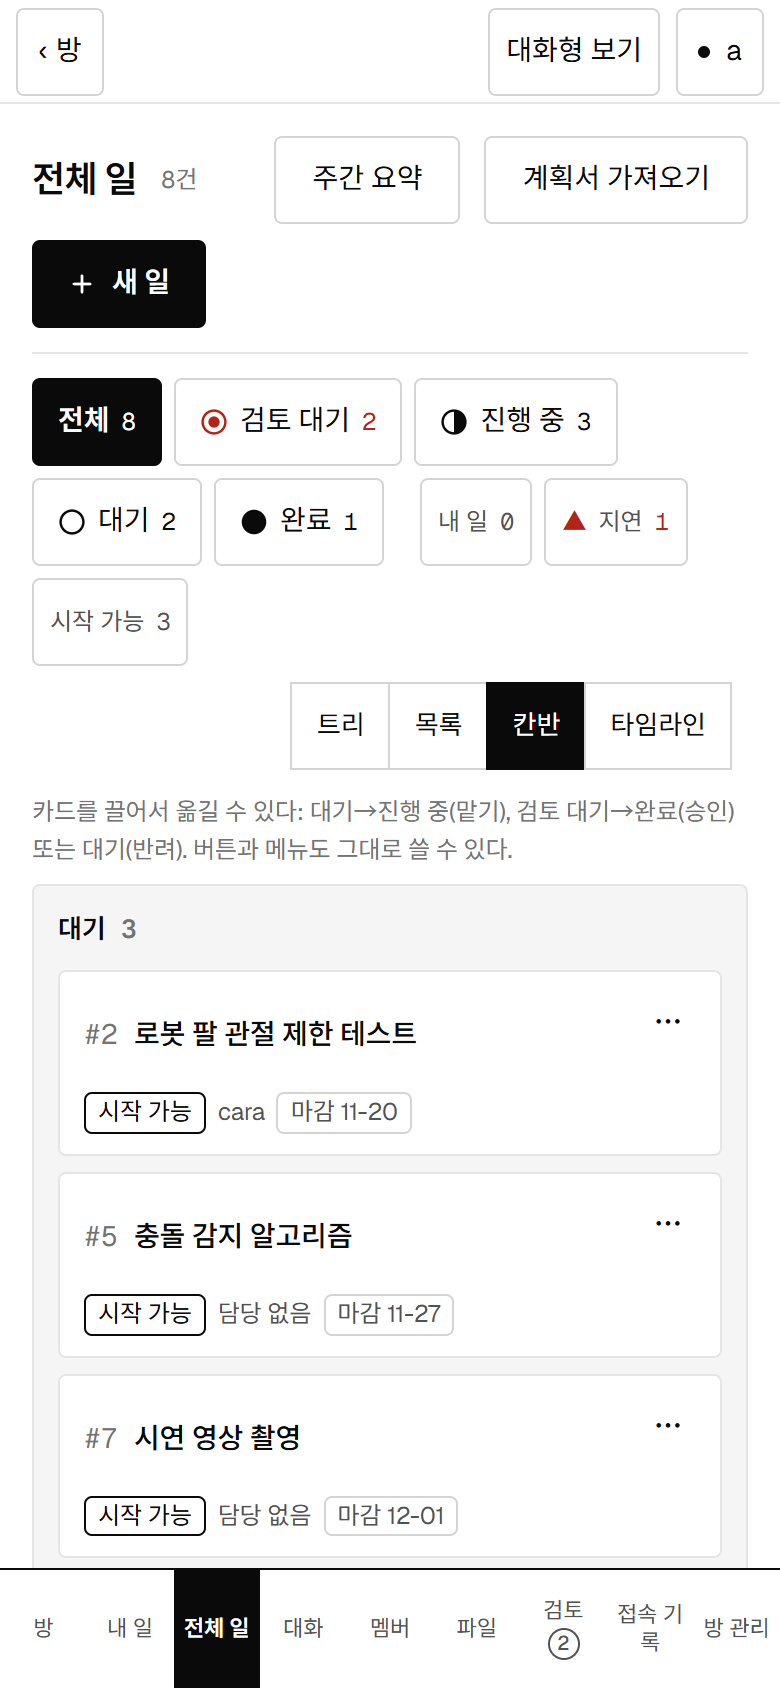 ‹ 방
대화형 보기
a
전체 일 8건
주간 요약
계획서 가져오기
+ 새 일
전체 8
검토 대기 2
진행 중 3
대기 2
완료 1
내 일 0
▲ 지연 1
시작 가능 3
트리
목록
칸반
타임라인
카드를 끌어서 옮길 수 있다: 대기→진행 중(맡기), 검토 대기→완료(승인)
또는 대기(반려). 버튼과 메뉴도 그대로 쓸 수 있다.
대기 3
#2 로봇 팔 관절 제한 테스트
...
시작 가능 cara 마감 11-20
#5 충돌 감지 알고리즘
...
시작 가능 담당 없음 마감 11-27
#7 시연 영상 촬영
...
시작 가능 담당 없음 마감 12-01
방
내 일
전체 일
대화
멤버
파일
검토
2
접속 기
록
방 관리